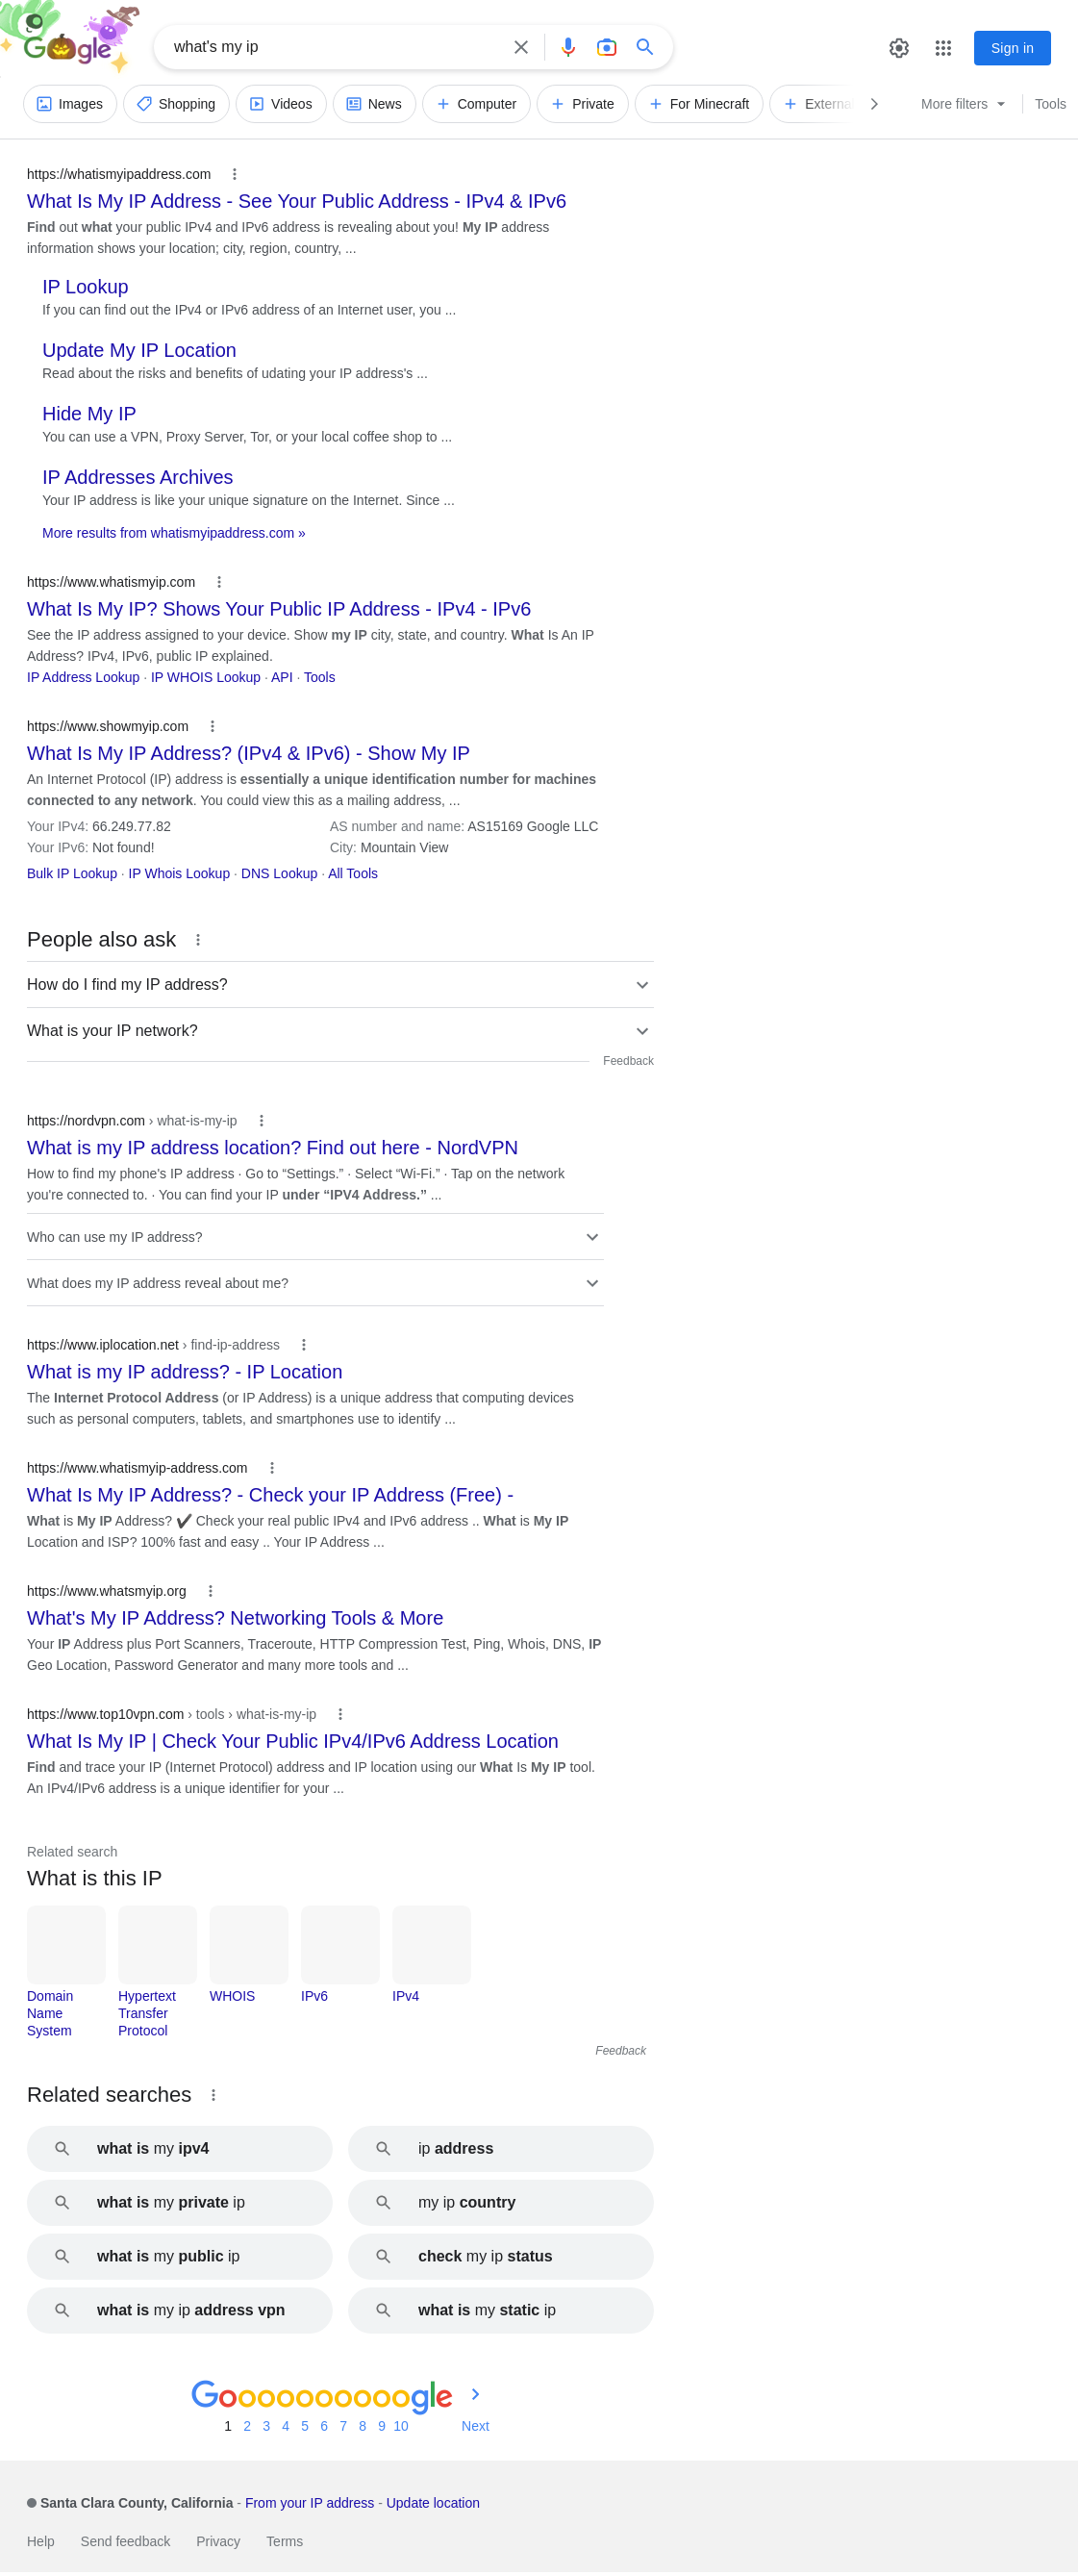 Google
what's my ip
Sign in
Images
Shopping
Videos
News
Computer
Private
For Minecraft
External
More filters
Tools
https://whatismyipaddress.com
What Is My IP Address - See Your Public Address - IPv4 & IPv6
Find out what your public IPv4 and IPv6 address is revealing about you! My IP address
information shows your location; city, region, country, ...
IP Lookup
If you can find out the IPv4 or IPv6 address of an Internet user, you ...
Update My IP Location
Read about the risks and benefits of udating your IP address's ...
Hide My IP
You can use a VPN, Proxy Server, Tor, or your local coffee shop to ...
IP Addresses Archives
Your IP address is like your unique signature on the Internet. Since ...
More results from whatismyipaddress.com »
https://www.whatismyip.com
What Is My IP? Shows Your Public IP Address - IPv4 - IPv6
See the IP address assigned to your device. Show my IP city, state, and country. What Is An IP
Address? IPv4, IPv6, public IP explained.
IP Address Lookup · IP WHOIS Lookup · API · Tools
https://www.showmyip.com
What Is My IP Address? (IPv4 & IPv6) - Show My IP
An Internet Protocol (IP) address is essentially a unique identification number for machines
connected to any network. You could view this as a mailing address, ...
Your IPv4: 66.249.77.82
AS number and name: AS15169 Google LLC
Your IPv6: Not found!
City: Mountain View
Bulk IP Lookup · IP Whois Lookup · DNS Lookup · All Tools
People also ask
How do I find my IP address?
What is your IP network?
Feedback
https://nordvpn.com › what-is-my-ip
What is my IP address location? Find out here - NordVPN
How to find my phone's IP address · Go to “Settings.” · Select “Wi-Fi.” · Tap on the network
you're connected to. · You can find your IP under “IPV4 Address.” ...
Who can use my IP address?
What does my IP address reveal about me?
https://www.iplocation.net › find-ip-address
What is my IP address? - IP Location
The Internet Protocol Address (or IP Address) is a unique address that computing devices
such as personal computers, tablets, and smartphones use to identify ...
https://www.whatismyip-address.com
What Is My IP Address? - Check your IP Address (Free) -
What is My IP Address? ✔ Check your real public IPv4 and IPv6 address .. What is My IP
Location and ISP? 100% fast and easy .. Your IP Address ...
https://www.whatsmyip.org
What's My IP Address? Networking Tools & More
Your IP Address plus Port Scanners, Traceroute, HTTP Compression Test, Ping, Whois, DNS, IP
Geo Location, Password Generator and many more tools and ...
https://www.top10vpn.com › tools › what-is-my-ip
What Is My IP | Check Your Public IPv4/IPv6 Address Location
Find and trace your IP (Internet Protocol) address and IP location using our What Is My IP tool.
An IPv4/IPv6 address is a unique identifier for your ...
Related search
What is this IP
Domain
Name
System
Hypertext
Transfer
Protocol
WHOIS
IPv6
IPv4
Feedback
Related searches
what is my ipv4
ip address
what is my private ip
my ip country
what is my public ip
check my ip status
what is my ip address vpn
what is my static ip
Goooooooooogle
1 2 3 4 5 6 7 8 9 10 Next
Santa Clara County, California - From your IP address - Update location
Help Send feedback Privacy Terms